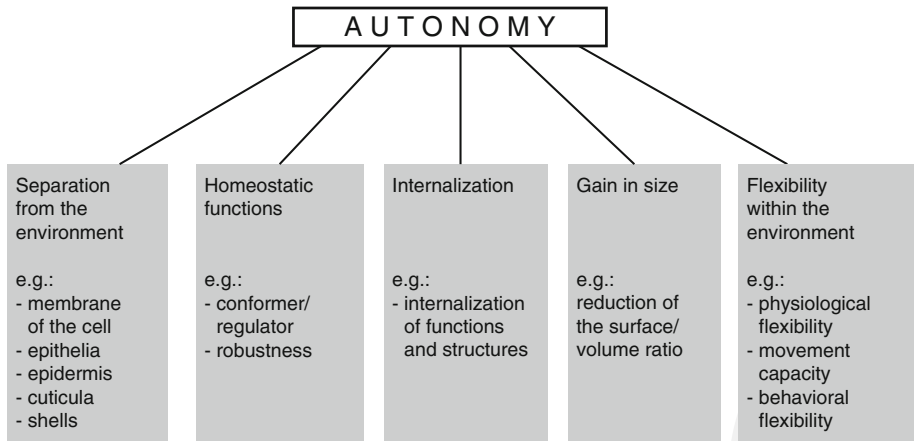 AUTONOMY
Separation
from the
environment
e.g.:
- membrane
of the cell
- epithelia
- epidermis
- cuticula
- shells
Homeostatic
functions
e.g.:
- conformer/
regulator
- robustness
Internalization
e.g.:
- internalization
of functions
and structures
Gain in size
e.g.:
reduction of
the surface/
volume ratio
Flexibility
within the
environment
e.g.:
- physiological
flexibility
- movement
capacity
- behavioral
flexibility